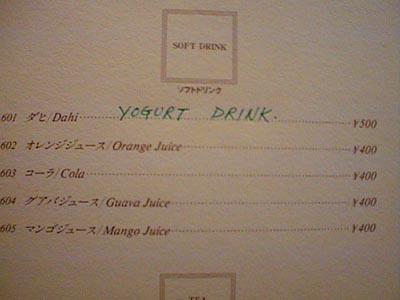 SOFT DRINK
ソフトドリンク
601 ダヒ/Dahi YOGURT DRINK. ¥500
602 オレンジジュース/Orange Juice ¥400
603 コーラ/Cola ¥400
604 グアバジュース/Guava Juice ¥400
605 マンゴジュース/Mango Juice ¥400
TEA